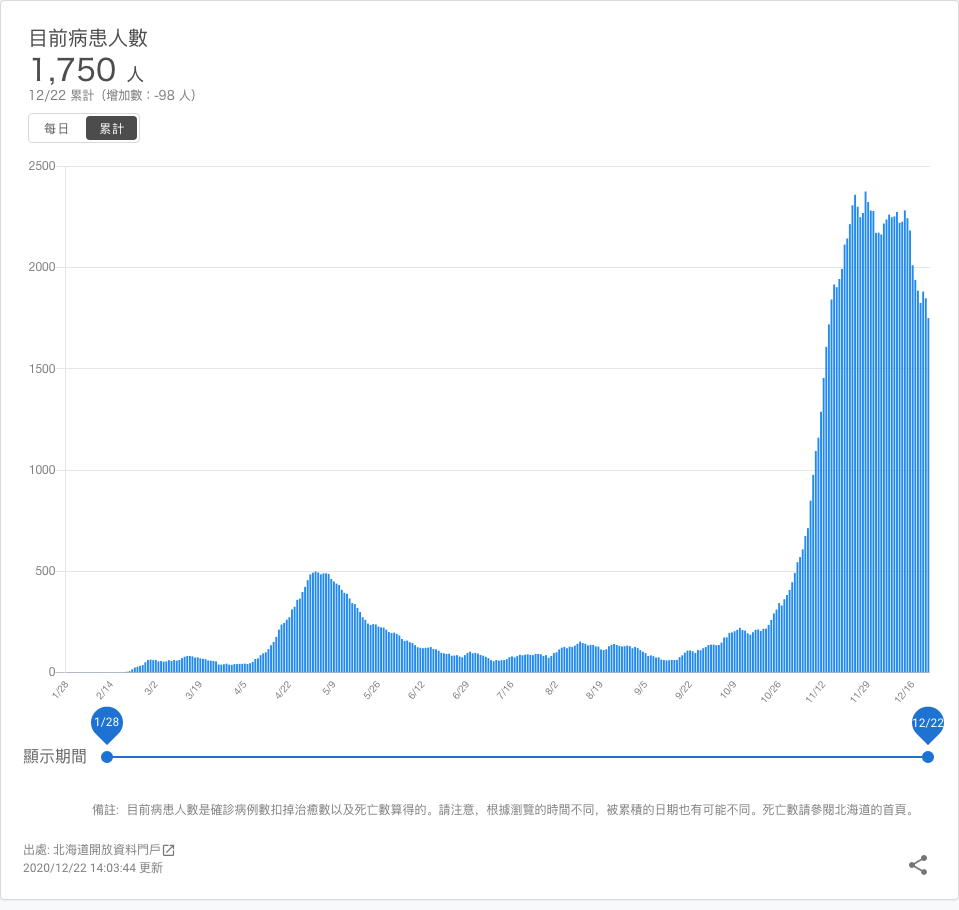 目前病患人數
1,750 人
12/22 累計（增加數：-98 人）
每日 累計
2500
2000
1500
1000
500
0
1/28 2/14 3/2 3/19 4/5 4/22 5/9 5/26 6/12 6/29 7/16 8/2 8/19 9/5 9/22 10/9 10/26 11/12 11/29 12/16
1/28 12/22
顯示期間
備註: 目前病患人數是確診病例數扣掉治癒數以及死亡數算得的。請注意，根據瀏覽的時間不同，被累積的日期也有可能不同。死亡數請參閱北海道的首頁。
出處: 北海道開放資料門戶
2020/12/22 14:03:44 更新